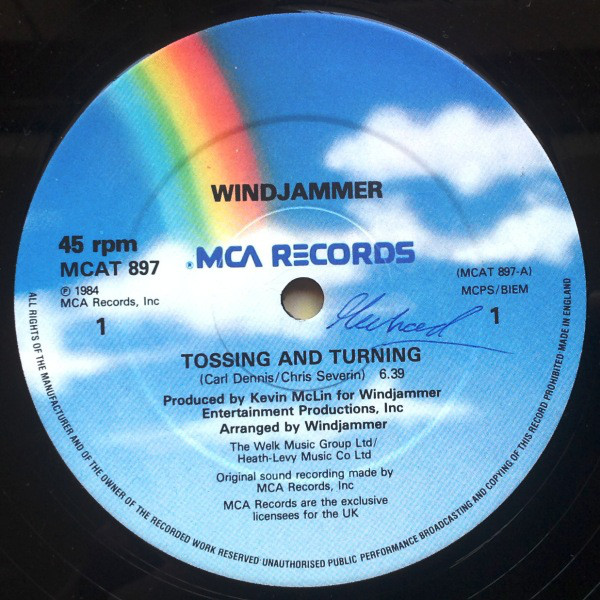 WINDJAMMER
45 rpm
MCAT 897
® MCA RECORDS
℗ 1984
MCA Records, Inc
(MCAT 897-A)
MCPS/BIEM
1
1
TOSSING AND TURNING
(Carl Dennis/Chris Severin) 6.39
Produced by Kevin McLin for Windjammer
Entertainment Productions, Inc
Arranged by Windjammer
The Welk Music Group Ltd/
Heath-Levy Music Co Ltd
Original sound recording made by
MCA Records, Inc
MCA Records are the exclusive
licensees for the UK
ALL RIGHTS OF THE MANUFACTURER AND OF THE OWNER OF THE RECORDED WORK RESERVED·UNAUTHORISED PUBLIC PERFORMANCE BROADCASTING AND COPYING OF THIS RECORD PROHIBITED MADE IN ENGLAND